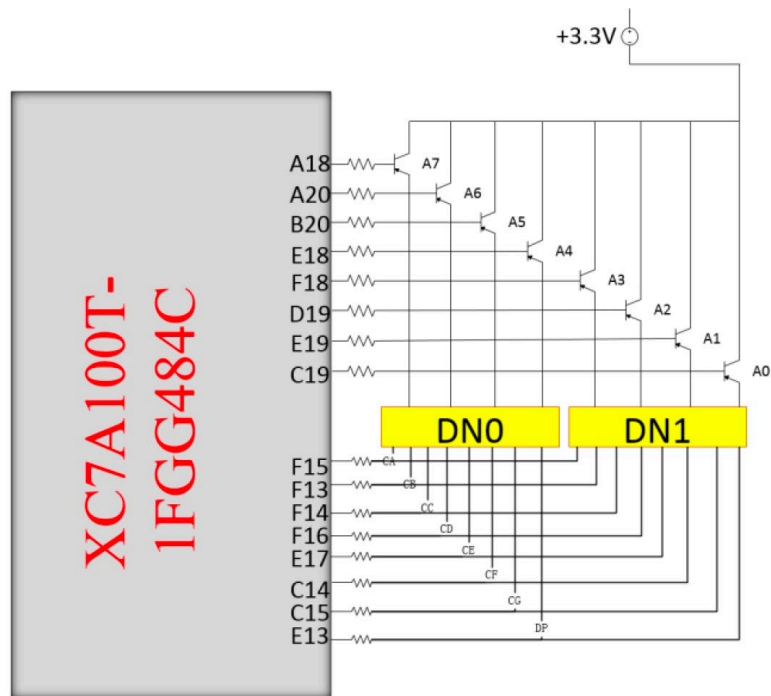 +3.3V
XC7A100T-
1FGG484C
A18
A7
A20
A6
B20
A5
E18
A4
F18
A3
D19
A2
E19
A1
C19
A0
DN0
DN1
F15
CA
F13
CB
F14
CC
F16
CD
E17
CE
C14
CF
C15
CG
E13
DP